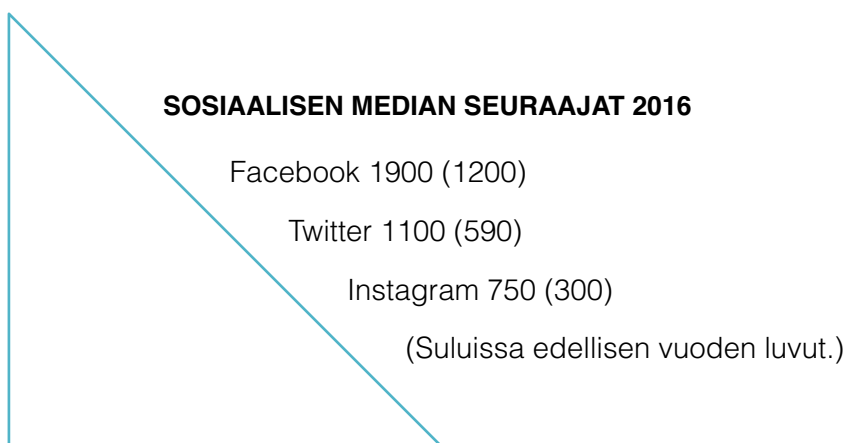 SOSIAALISEN MEDIAN SEURAAJAT 2016
Facebook 1900 (1200)
Twitter 1100 (590)
Instagram 750 (300)
(Suluissa edellisen vuoden luvut.)